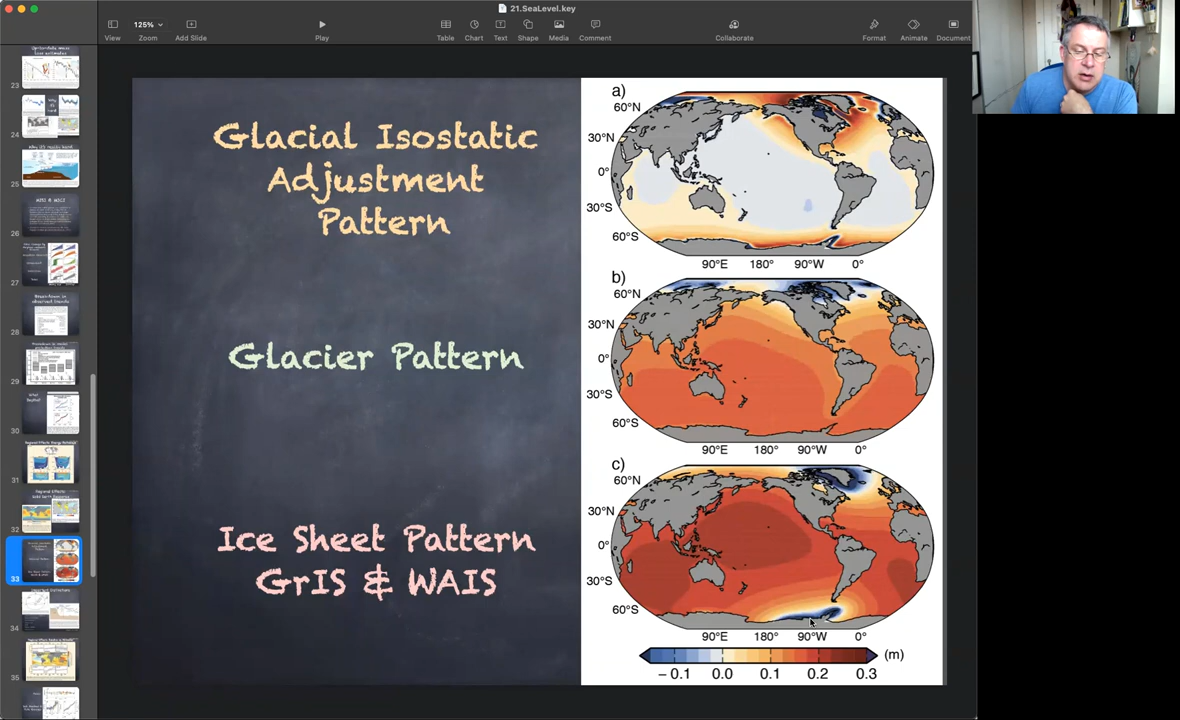 21.SeaLevel.key
125%
View
Zoom
Add Slide
Play
Table
Chart
Text
Shape
Media
Comment
Collaborate
Format
Animate
Document
23
24
25
26
27
28
29
30
31
32
33
34
35
Glacial Isostatic
Adjustment
Pattern
Glacier Pattern
Ice Sheet Pattern
GrIS & WAIS
a)
60°N
30°N
0°
30°S
60°S
90°E 180° 90°W 0°
b)
60°N
30°N
0°
30°S
60°S
90°E 180° 90°W 0°
c)
60°N
30°N
0°
30°S
60°S
90°E 180° 90°W 0°
(m)
– 0.1 0.0 0.1 0.2 0.3